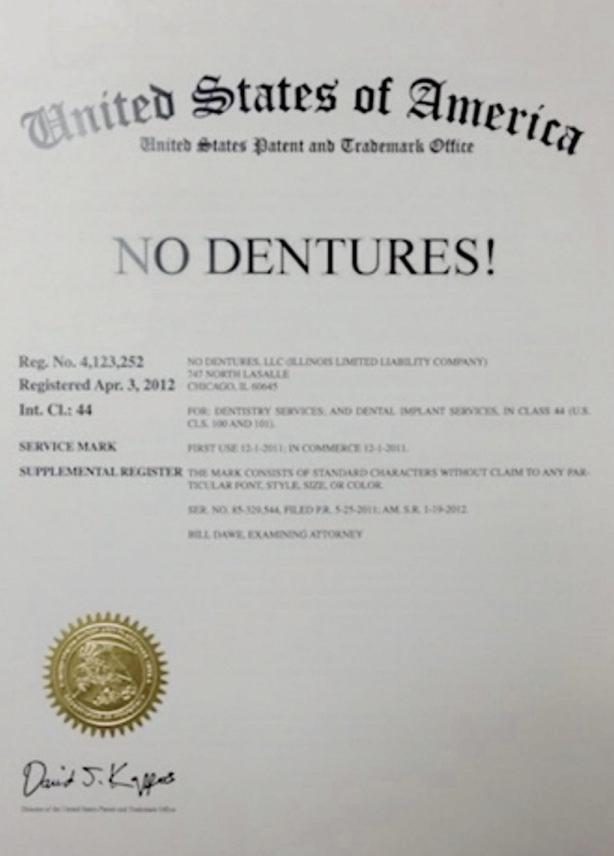 United States of America
United States Patent and Trademark Office
NO DENTURES!
Reg. No. 4,123,252
NO DENTURES, LLC (ILLINOIS LIMITED LIABILITY COMPANY)
747 NORTH LASALLE
Registered Apr. 3, 2012
CHICAGO, IL 60645
Int. Cl.: 44
FOR: DENTISTRY SERVICES; AND DENTAL IMPLANT SERVICES, IN CLASS 44 (U.S.
CLS. 100 AND 101).
SERVICE MARK
FIRST USE 12-1-2011; IN COMMERCE 12-1-2011.
SUPPLEMENTAL REGISTER
THE MARK CONSISTS OF STANDARD CHARACTERS WITHOUT CLAIM TO ANY PAR-
TICULAR FONT, STYLE, SIZE, OR COLOR.
SER. NO. 85-329,544, FILED P.R. 5-25-2011; AM. S.R. 1-19-2012.
BILL DAWE, EXAMINING ATTORNEY
David J. Kappos
Director of the United States Patent and Trademark Office